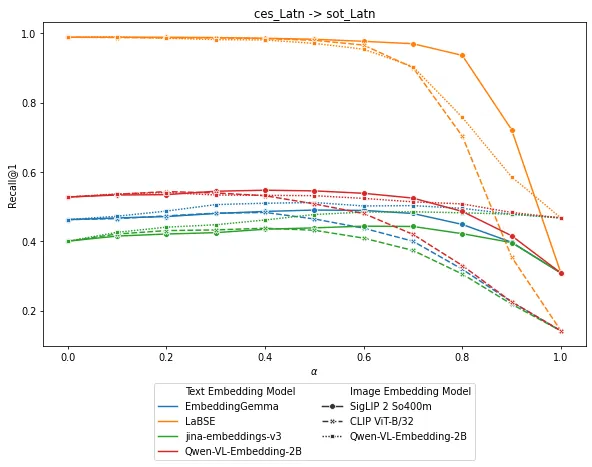 ces_Latn -> sot_Latn
Recall@1
1.0
0.8
0.6
0.4
0.2
0.0 0.2 0.4 0.6 0.8 1.0
α
Text Embedding Model Image Embedding Model
EmbeddingGemma SigLIP 2 So400m
LaBSE CLIP ViT-B/32
jina-embeddings-v3 Qwen-VL-Embedding-2B
Qwen-VL-Embedding-2B